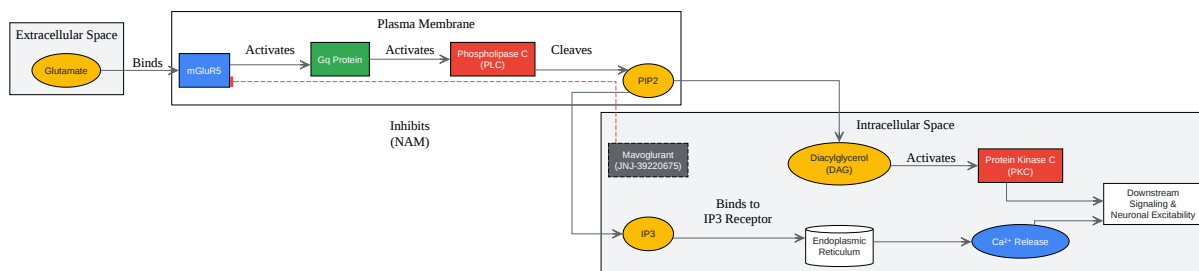 Extracellular Space
Glutamate
Binds
Plasma Membrane
mGluR5
Activates
Gq Protein
Activates
Phospholipase C
(PLC)
Cleaves
PIP2
Inhibits
(NAM)
Intracellular Space
Mavoglurant
(JNJ-39220675)
Diacylglycerol
(DAG)
Activates
Protein Kinase C
(PKC)
Downstream
Signaling &
Neuronal Excitability
IP3
Binds to
IP3 Receptor
Endoplasmic
Reticulum
Ca²⁺ Release